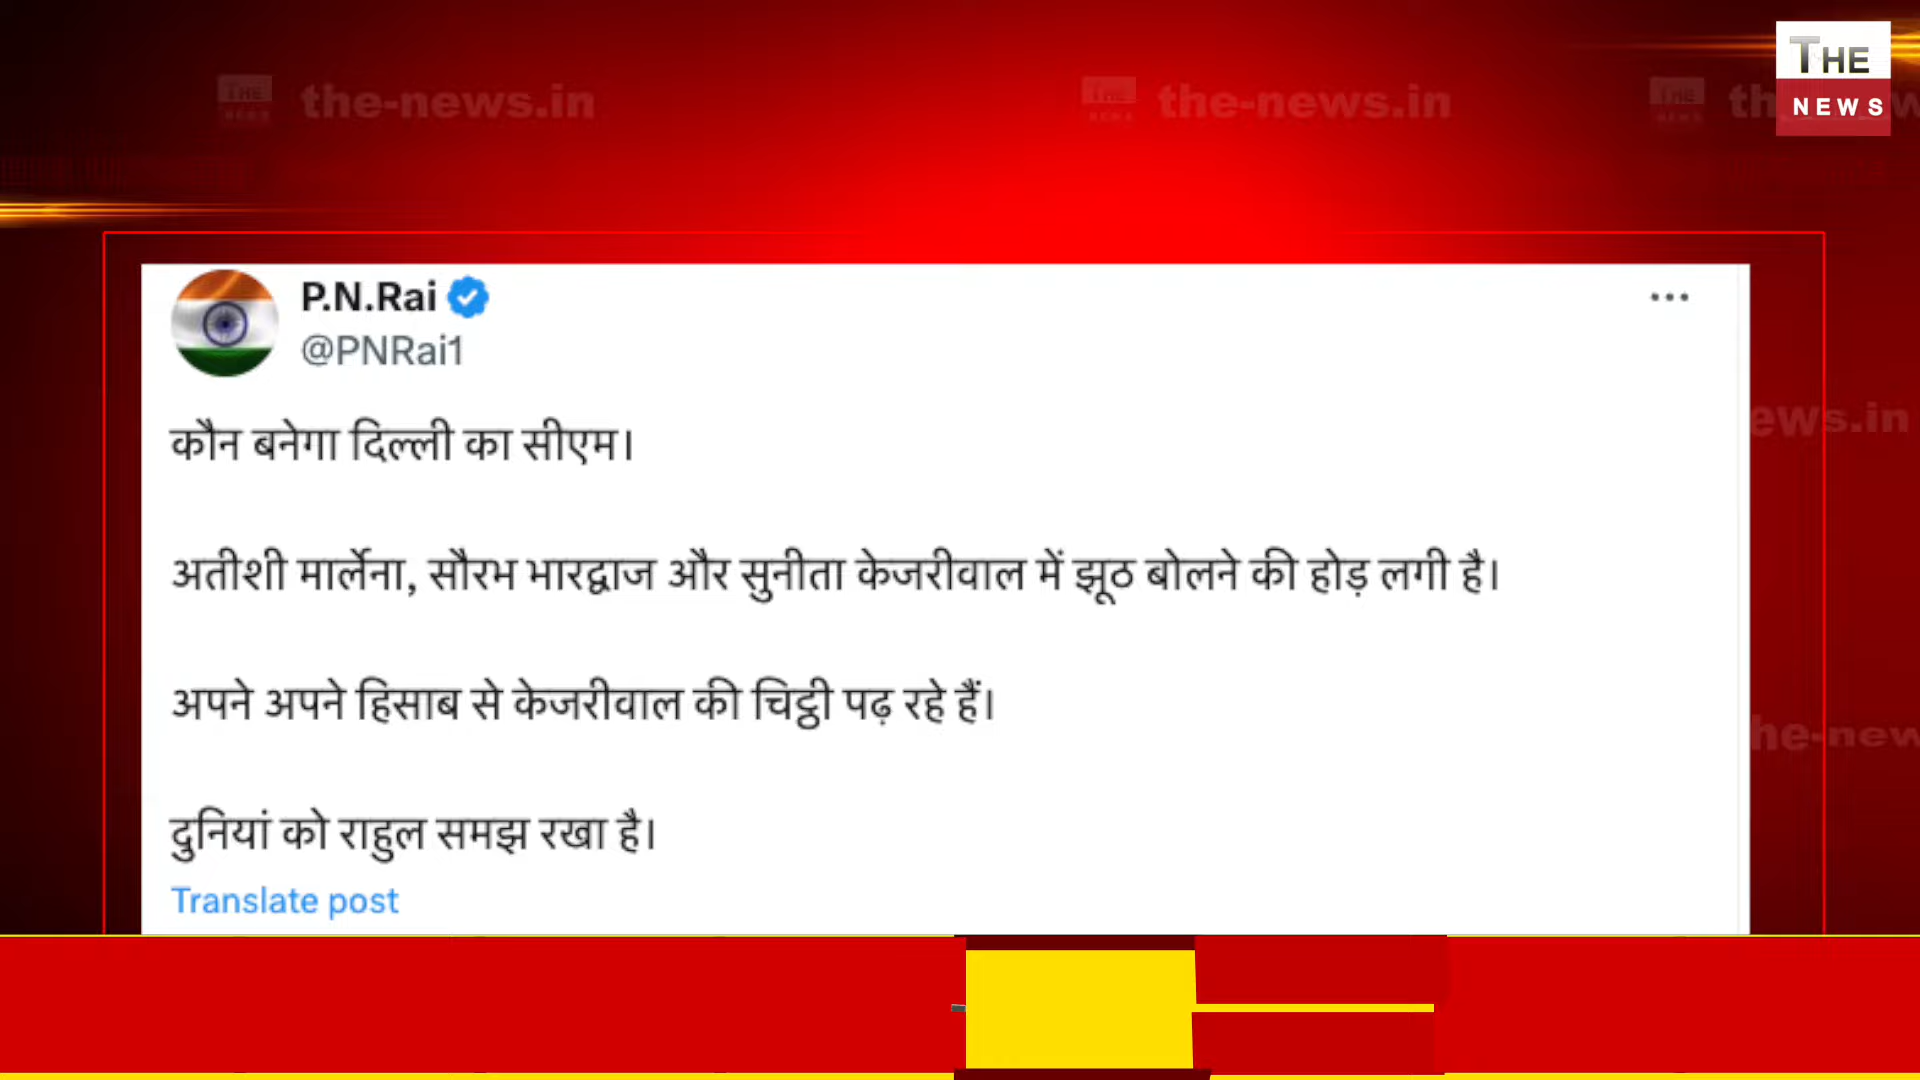 THE
NEWS
the-news.in
the-news.in
P.N.Rai
@PNRai1
कौन बनेगा दिल्ली का सीएम।
अतीशी मार्लेना, सौरभ भारद्वाज और सुनीता केजरीवाल में झूठ बोलने की होड़ लगी है।
अपने अपने हिसाब से केजरीवाल की चिट्ठी पढ़ रहे हैं।
दुनियां को राहुल समझ रखा है।
Translate post